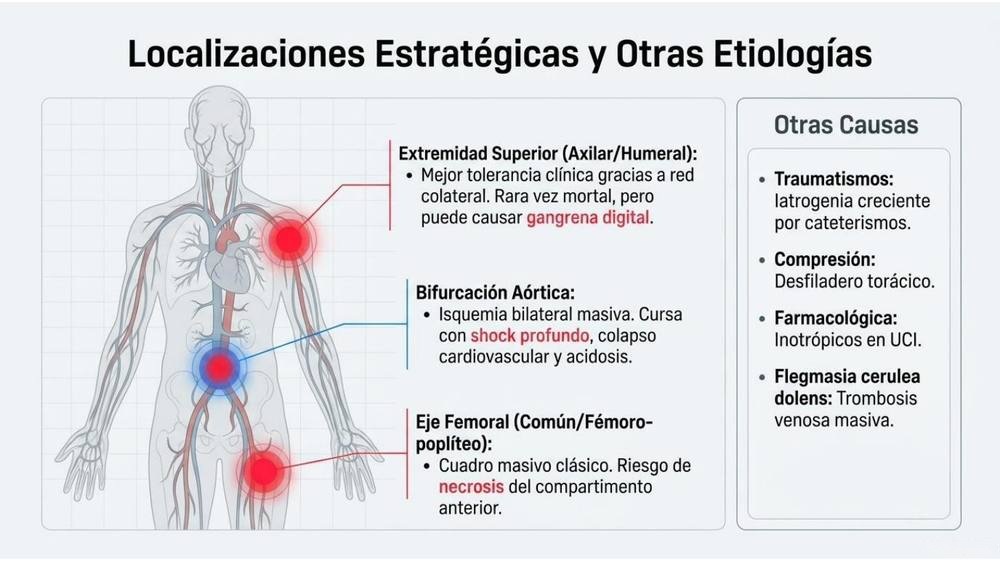 Localizaciones Estratégicas y Otras Etiologías
Extremidad Superior (Axilar/Humeral):
• Mejor tolerancia clínica gracias a red
colateral. Rara vez mortal, pero
puede causar gangrena digital.
Bifurcación Aórtica:
• Isquemia bilateral masiva. Cursa
con shock profundo, colapso
cardiovascular y acidosis.
Eje Femoral (Común/Fémoro-
poplíteo):
• Cuadro masivo clásico. Riesgo de
necrosis del compartimento
anterior.
Otras Causas
• Traumatismos:
Iatrogenia creciente
por cateterismos.
• Compresión:
Desfiladero torácico.
• Farmacológica:
Inotrópicos en UCI.
• Flegmasia cerulea
dolens: Trombosis
venosa masiva.